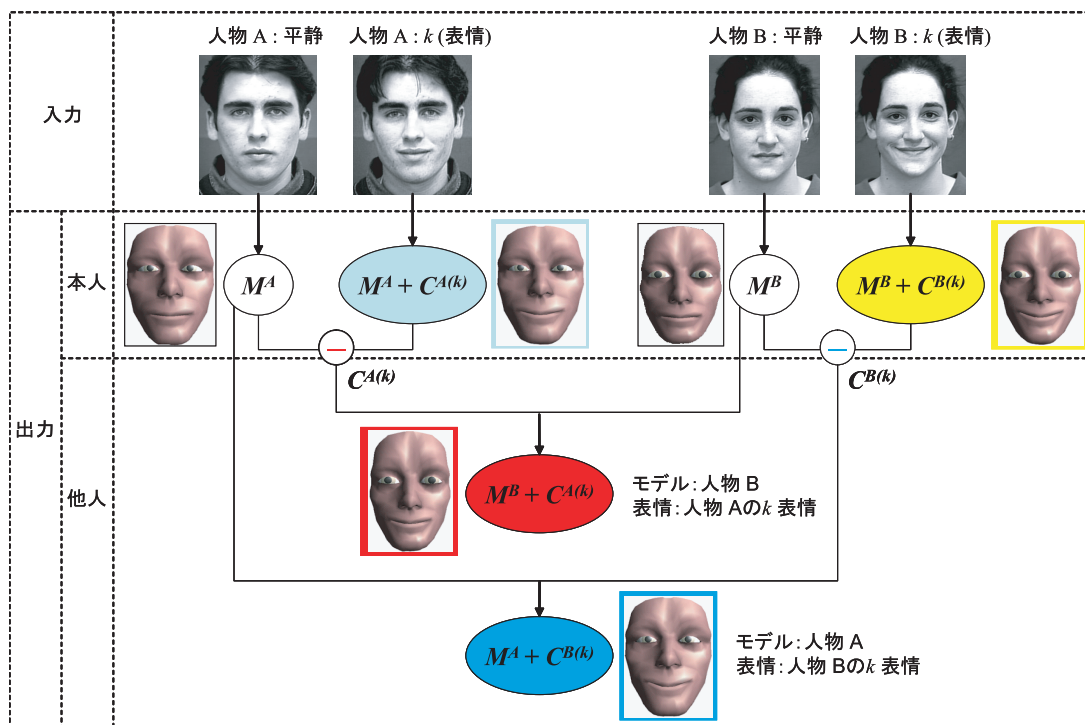 人物 A : 平静
人物 A : k (表情)
人物 B : 平静
人物 B : k (表情)
入力
出力
本人
M^A
M^A + C^{A(k)}
M^B
M^B + C^{B(k)}
—
—
C^{A(k)}
C^{B(k)}
他人
M^B + C^{A(k)}
モデル : 人物 B
表情 : 人物 Aのk 表情
M^A + C^{B(k)}
モデル : 人物 A
表情 : 人物 Bのk 表情